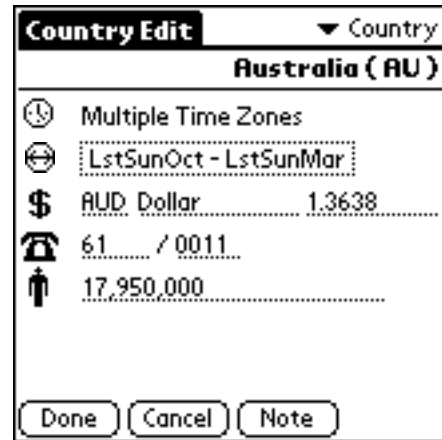 Country Edit ▼ Country
Australia ( AU )
Multiple Time Zones
LstSunOct - LstSunMar
$ AUD Dollar 1.3638
61 / 0011
17,950,000
Done Cancel Note